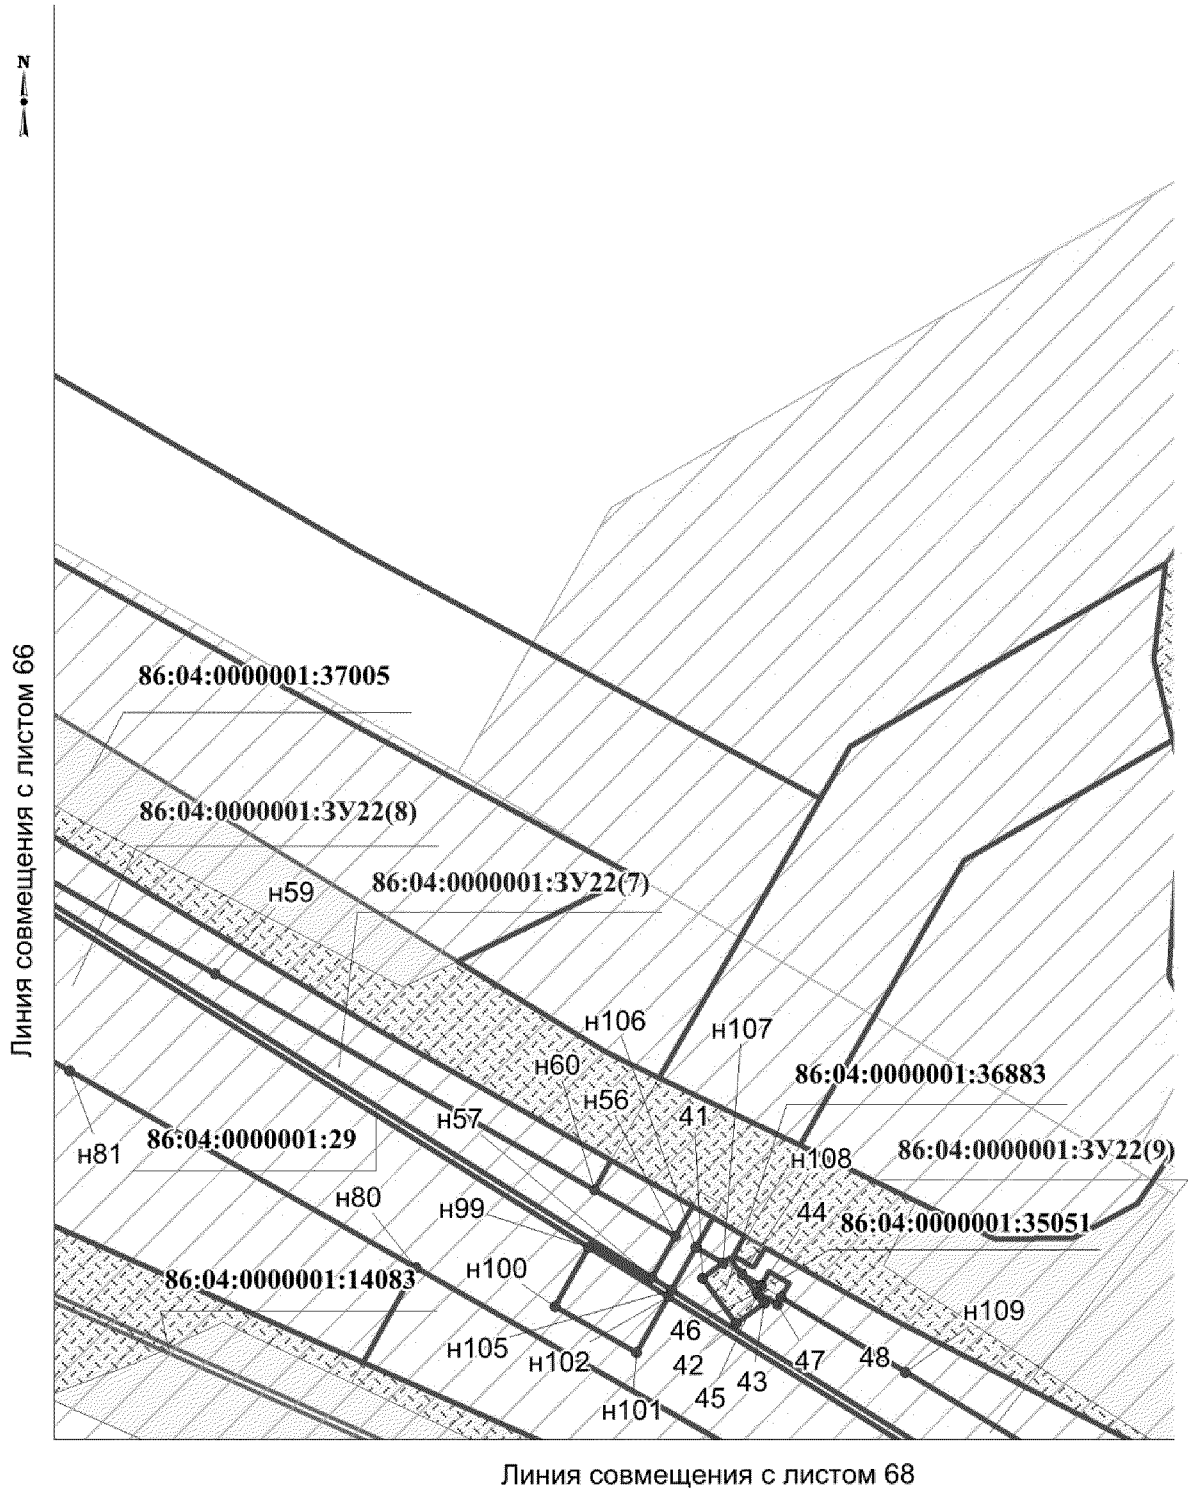 N
86:04:0000001:37005
Линия совмещения с листом 66
86:04:0000001:ЗУ22(8)
86:04:0000001:ЗУ22(7)
н59
н106
н107
н60
86:04:0000001:36883
н56
41
н57
86:04:0000001:29
н81
н108
86:04:0000001:ЗУ22(9)
н80
н99
44
86:04:0000001:35051
н100
86:04:0000001:14083
н109
46
н105
н102
42
47
48
43
45
н101
Линия совмещения с листом 68